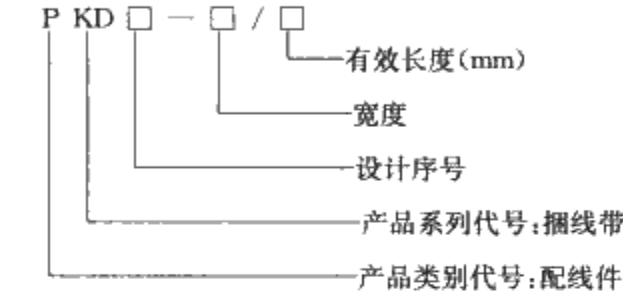 P KD□—□/□
有效长度(mm)
宽度
设计序号
产品系列代号:捆线带
产品类别代号:配线件